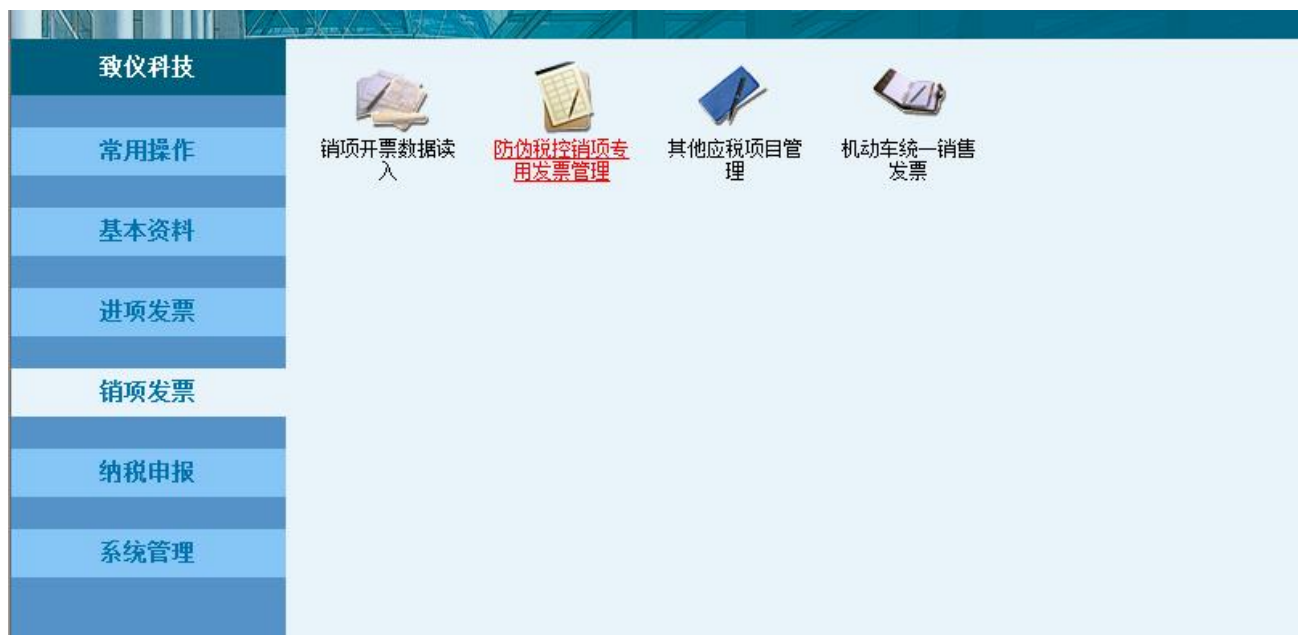 致仪科技
常用操作
基本资料
进项发票
销项发票
纳税申报
系统管理
销项开票数据读
入
防伪税控销项专
用发票管理
其他应税项目管
理
机动车统一销售
发票